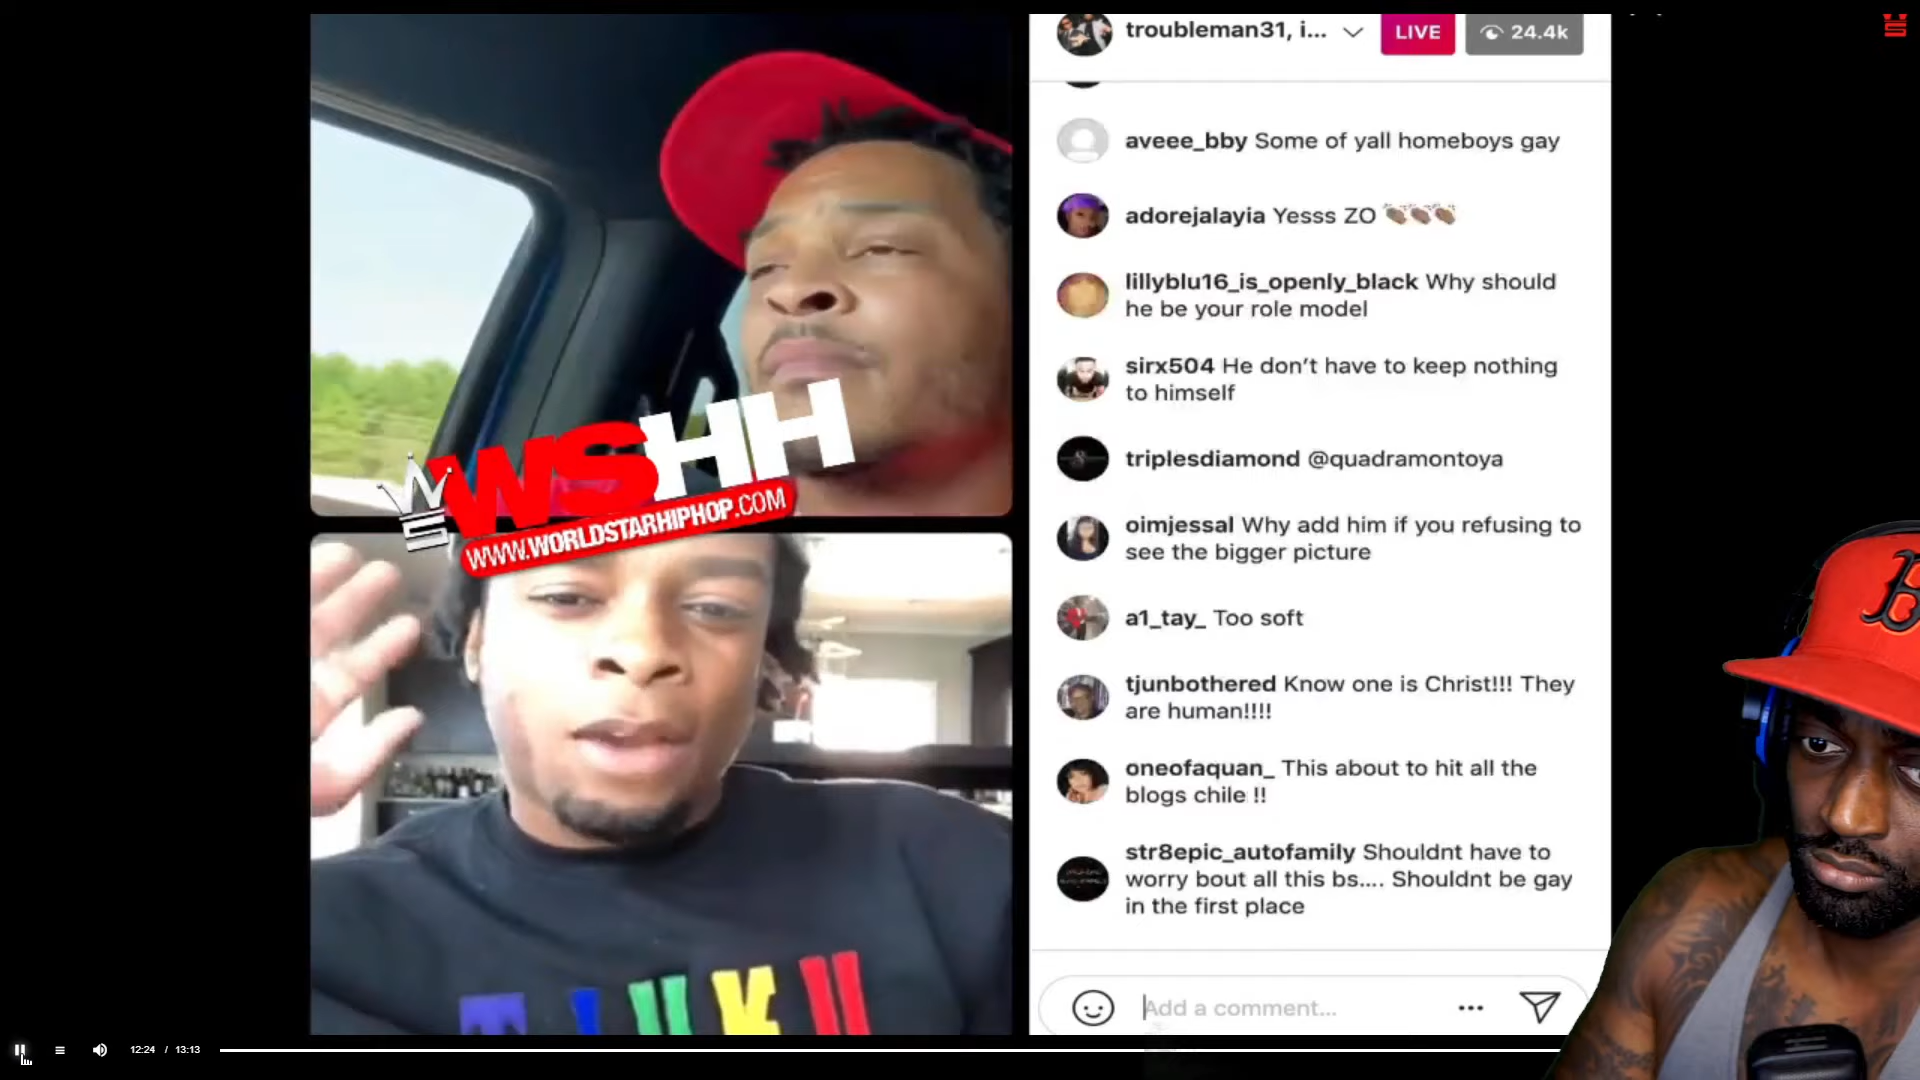 troubleman31, i...
LIVE
24.4k
aveee_bby Some of yall homeboys gay
adorejalayia Yesss ZO 👏🏽👏🏽👏🏽
lillyblu16_is_openly_black Why should
he be your role model
sirx504 He don’t have to keep nothing
to himself
triplesdiamond @quadramontoya
oimjessal Why add him if you refusing to
see the bigger picture
a1_tay_ Too soft
tjunbothered Know one is Christ!!! They
are human!!!!
oneofaquan_ This about to hit all the
blogs chile !!
str8epic_autofamily Shouldnt have to
worry bout all this bs.... Shouldnt be gay
in the first place
Add a comment...
WSHH
WWW.WORLDSTARHIPHOP.COM
B
12:24 / 13:13